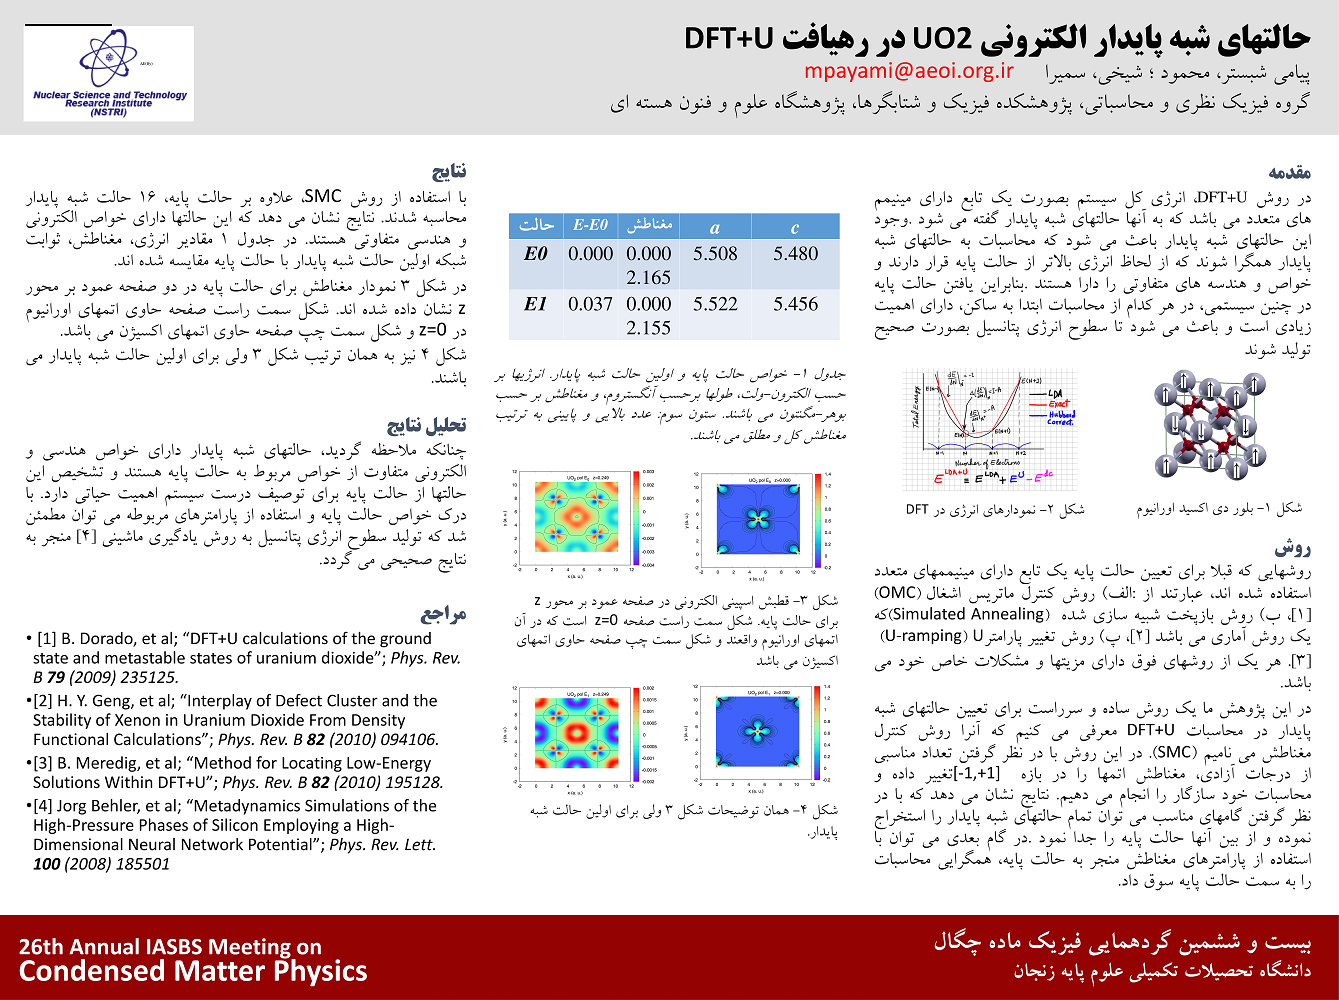 حالتهای شبه پایدار الکترونی UO2 در رهیافت DFT+U
پیامی شبستر، محمود ؛ شیخی، سمیرا mpayami@aeoi.org.ir
گروه فیزیک نظری و محاسباتی، پژوهشکده فیزیک و شتابگرها، پژوهشگاه علوم و فنون هسته ای
Nuclear Science and Technology
Research Institute
(NSTRI)
مقدمه
در روش DFT+U، انرژی کل سیستم بصورت یک تابع دارای مینیمم
های متعدد می باشد که به آنها حالتهای شبه پایدار گفته می شود .وجود
این حالتهای شبه پایدار باعث می شود که محاسبات به حالتهای شبه
پایدار همگرا شوند که از لحاظ انرژی بالاتر از حالت پایه قرار دارند و
خواص و هندسه های متفاوتی را دارا هستند .بنابراین یافتن حالت پایه
در چنین سیستمی، در هر کدام از محاسبات ابتدا به ساکن، دارای اهمیت
زیادی است و باعث می شود تا سطوح انرژی پتانسیل بصورت صحیح
تولید شوند
Total Energy
E(N-1)
E(N)
E(N+1)
E(N+2)
LDA
Exact
Hubbard
Correct.
N-1 N N+1 N+2
Number of Electrons
E^LDA+U = E^LDA + E^U - E^dc
شکل ۱- بلور دی اکسید اورانیوم
شکل ۲- نمودارهای انرژی در DFT
روش
روشهایی که قبلا برای تعیین حالت پایه یک تابع دارای مینیممهای متعدد
استفاده شده اند، عبارتند از :الف) روش کنترل ماتریس اشغال (OMC)
[۱]، ب) روش بازپخت شبیه سازی شده (Simulated Annealing)که
یک روش آماری می باشد [۲]، پ) روش تغییر پارامترU (U-ramping)
[۳]. هر یک از روشهای فوق دارای مزیتها و مشکلات خاص خود می
باشد.
در این پژوهش ما یک روش ساده و سرراست برای تعیین حالتهای شبه
پایدار در محاسبات DFT+U معرفی می کنیم که آنرا روش کنترل
مغناطش می نامیم (SMC). در این روش با در نظر گرفتن تعداد مناسبی
از درجات آزادی، مغناطش اتمها را در بازه [-1,+1]تغییر داده و
محاسبات خود سازگار را انجام می دهیم. نتایج نشان می دهد که با در
نظر گرفتن گامهای مناسب می توان تمام حالتهای شبه پایدار را استخراج
نموده و از بین آنها حالت پایه را جدا نمود .در گام بعدی می توان با
استفاده از پارامترهای مغناطش منجر به حالت پایه، همگرایی محاسبات
را به سمت حالت پایه سوق داد.
حالت E-E0 مغناطش a c
E0 0.000 0.000 5.508 5.480
2.165
E1 0.037 0.000 5.522 5.456
2.155
جدول ۱- خواص حالت پایه و اولین حالت شبه پایدار. انرژیها بر
حسب الکترون-ولت، طولها برحسب آنگستروم، و مغناطش بر حسب
بوهر-مگنتون می باشند. ستون سوم: عدد بالایی و پایینی به ترتیب
مغناطش کل و مطلق می باشند.
UO2 pol E0 z=0.249
UO2 pol E0 z=0.000
x (a. u.)
y (a. u.)
شکل ۳- قطبش اسپینی الکترونی در صفحه عمود بر محور z
برای حالت پایه. شکل سمت راست صفحه z=0 است که در آن
اتمهای اورانیوم واقعند و شکل سمت چپ صفحه حاوی اتمهای
اکسیژن می باشد
UO2 pol E1 z=0.249
UO2 pol E1 z=0.000
x (a. u.)
y (a. u.)
شکل ۴- همان توضیحات شکل ۳ ولی برای اولین حالت شبه
پایدار.
نتایج
با استفاده از روش SMC، علاوه بر حالت پایه، ۱۶ حالت شبه پایدار
محاسبه شدند. نتایج نشان می دهد که این حالتها دارای خواص الکترونی
و هندسی متفاوتی هستند. در جدول ۱ مقادیر انرژی، مغناطش، ثوابت
شبکه اولین حالت شبه پایدار با حالت پایه مقایسه شده اند.
در شکل ۳ نمودار مغناطش برای حالت پایه در دو صفحه عمود بر محور
z نشان داده شده اند. شکل سمت راست صفحه حاوی اتمهای اورانیوم
در z=0 و شکل سمت چپ صفحه حاوی اتمهای اکسیژن می باشد.
شکل ۴ نیز به همان ترتیب شکل ۳ ولی برای اولین حالت شبه پایدار می
باشند.
تحلیل نتایج
چنانکه ملاحظه گردید، حالتهای شبه پایدار دارای خواص هندسی و
الکترونی متفاوت از خواص مربوط به حالت پایه هستند و تشخیص این
حالتها از حالت پایه برای توصیف درست سیستم اهمیت حیاتی دارد. با
درک خواص حالت پایه و استفاده از پارامترهای مربوطه می توان مطمئن
شد که تولید سطوح انرژی پتانسیل به روش یادگیری ماشینی [۴] منجر به
نتایج صحیحی می گردد.
مراجع
• [1] B. Dorado, et al; “DFT+U calculations of the ground
state and metastable states of uranium dioxide”; Phys. Rev.
B 79 (2009) 235125.
•[2] H. Y. Geng, et al; “Interplay of Defect Cluster and the
Stability of Xenon in Uranium Dioxide From Density
Functional Calculations”; Phys. Rev. B 82 (2010) 094106.
•[3] B. Meredig, et al; “Method for Locating Low-Energy
Solutions Within DFT+U”; Phys. Rev. B 82 (2010) 195128.
•[4] Jorg Behler, et al; “Metadynamics Simulations of the
High-Pressure Phases of Silicon Employing a High-
Dimensional Neural Network Potential”; Phys. Rev. Lett.
100 (2008) 185501
26th Annual IASBS Meeting on
Condensed Matter Physics
بیست و ششمین گردهمایی فیزیک ماده چگال
دانشگاه تحصیلات تکمیلی علوم پایه زنجان